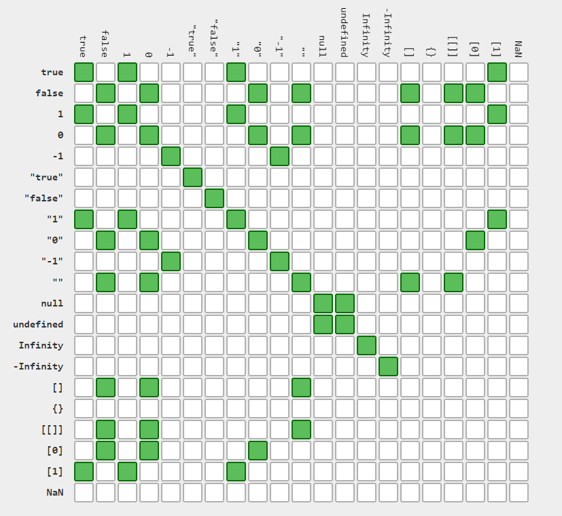 true
false
1
0
-1
"true"
"false"
"1"
"0"
"-1"
""
null
undefined
Infinity
-Infinity
[]
{}
[[]]
[0]
[1]
NaN
true
false
1
0
-1
"true"
"false"
"1"
"0"
"-1"
""
null
undefined
Infinity
-Infinity
[]
{}
[[]]
[0]
[1]
NaN